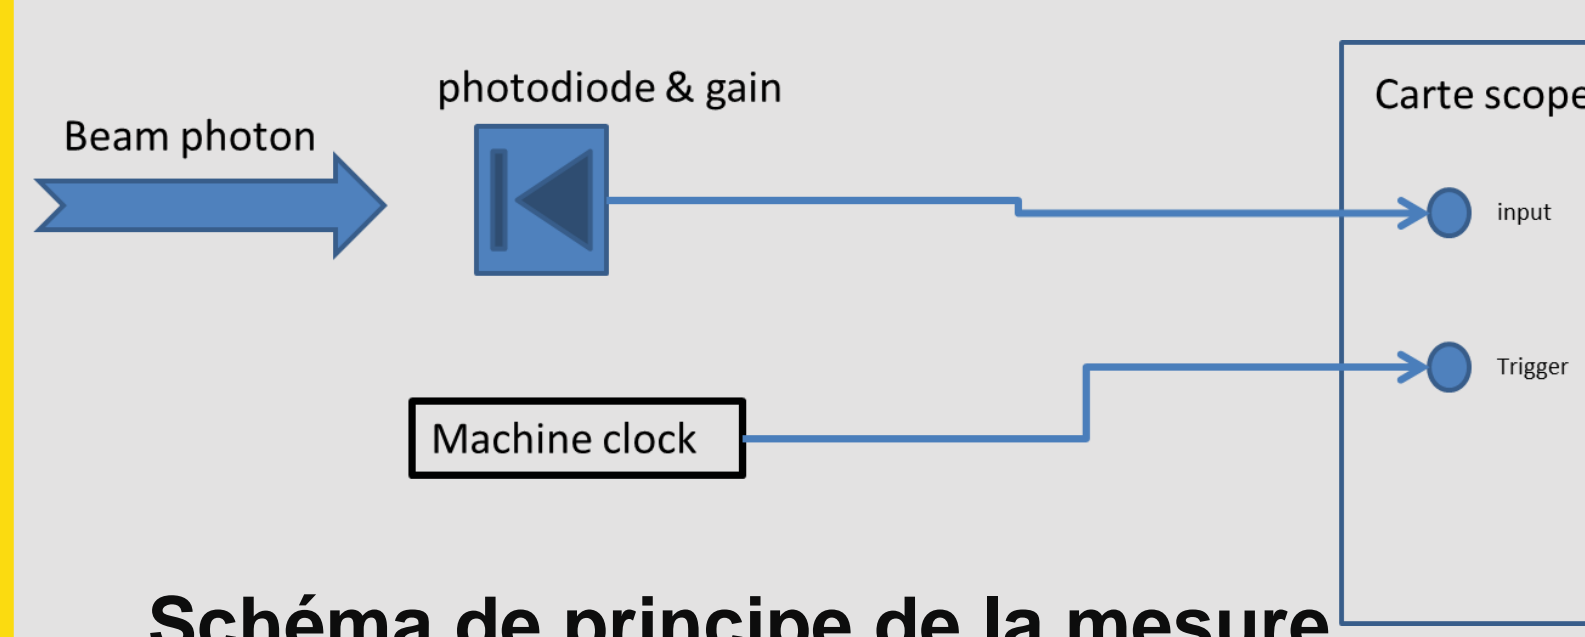 photodiode & gain
Carte scope
Beam photon
input
Trigger
Machine clock
Schéma de principe de la mesure